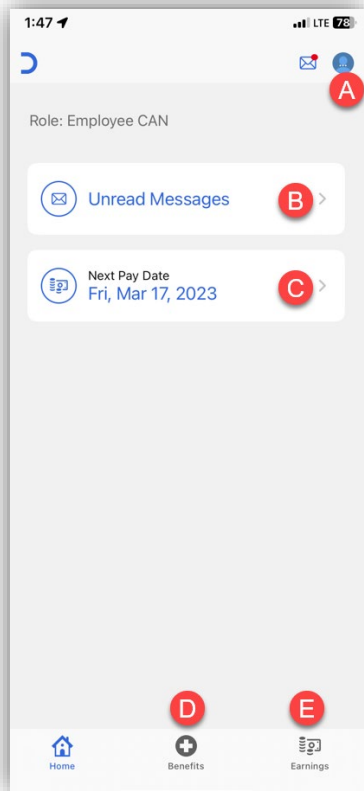 1:47 LTE 78
A
Role: Employee CAN
Unread Messages B
Next Pay Date
Fri, Mar 17, 2023 C
D E
Home Benefits Earnings